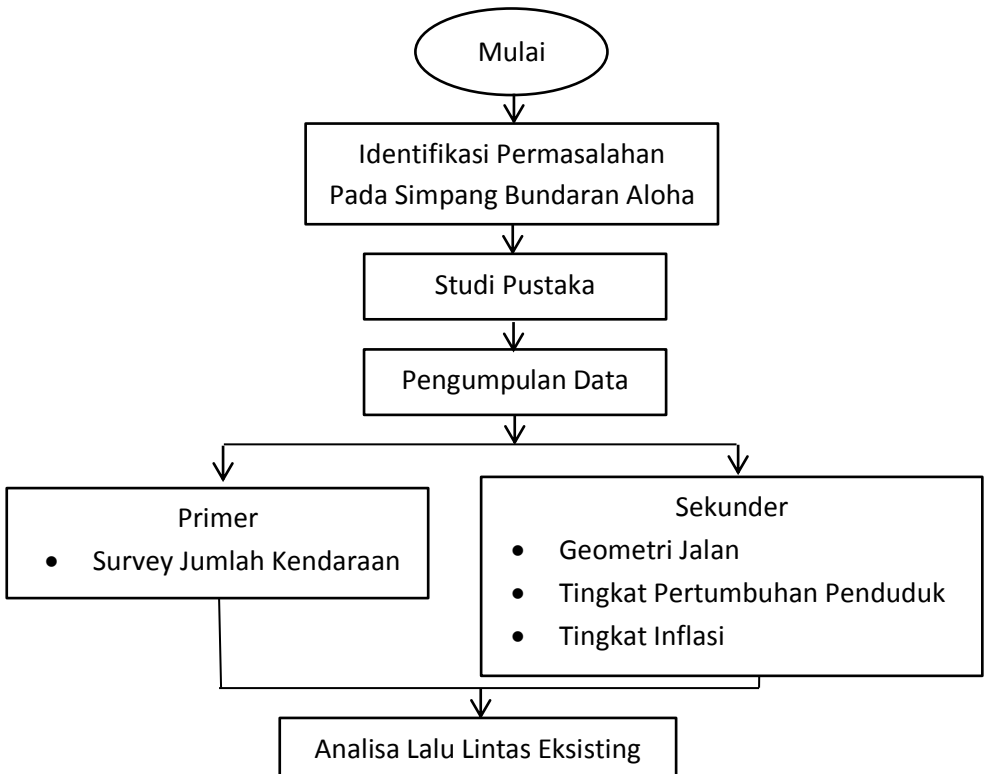 Mulai
Identifikasi Permasalahan
Pada Simpang Bundaran Aloha
Studi Pustaka
Pengumpulan Data
Primer
• Survey Jumlah Kendaraan
Sekunder
• Geometri Jalan
• Tingkat Pertumbuhan Penduduk
• Tingkat Inflasi
Analisa Lalu Lintas Eksisting